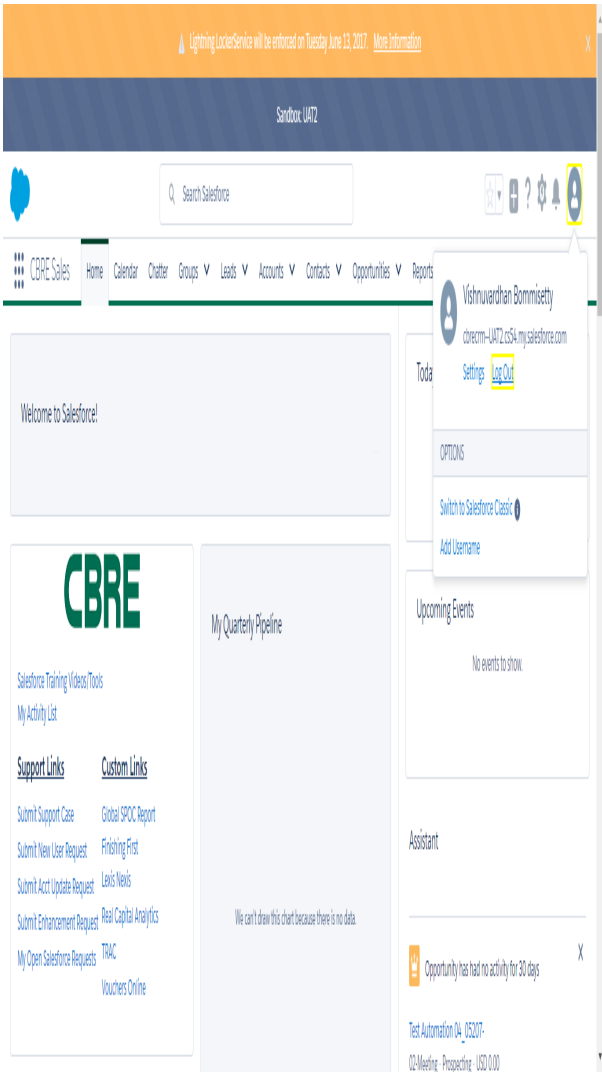 Lightning LockerService will be enforced on Tuesday June 13, 2017. More Information X
Sandbox: UAT2
Search Salesforce
CBRE Sales Home Calendar Chatter Groups Leads Accounts Contacts Opportunities Reports
Vishnuvardhan Bommisetty
cbrecrm--UAT2.cs54.my.salesforce.com
Settings Log Out
OPTIONS
Switch to Salesforce Classic
Add Username
Welcome to Salesforce!
Toda
CBRE
Salesforce Training Videos/Tools
My Activity List
Support Links Custom Links
Submit Support Case Global SPOC Report
Submit New User Request Finishing First
Submit Acct Update Request Lexis Nexis
Submit Enhancement Request Real Capital Analytics
My Open Salesforce Requests TRAC
Vouchers Online
My Quarterly Pipeline
We can't draw this chart because there is no data.
Upcoming Events
No events to show.
Assistant
Opportunity has had no activity for 30 days X
Test Automation 04_05207-
02-Meeting - Prospecting - USD 0.00